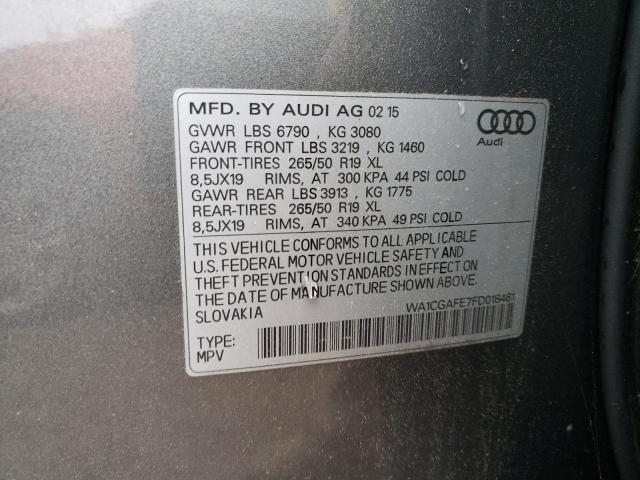 MFD. BY AUDI AG 02 15
GVWR LBS 6790 , KG 3080
GAWR FRONT LBS 3219 , KG 1460
FRONT-TIRES 265/50 R19 XL
8,5JX19 RIMS, AT 300 KPA 44 PSI COLD
GAWR REAR LBS 3913 , KG 1775
REAR-TIRES 265/50 R19 XL
8,5JX19 RIMS, AT 340 KPA 49 PSI COLD
Audi
THIS VEHICLE CONFORMS TO ALL APPLICABLE
U.S. FEDERAL MOTOR VEHICLE SAFETY AND
THEFT PREVENTION STANDARDS IN EFFECT ON
THE DATE OF MANUFACTURE SHOWN ABOVE.
SLOVAKIA
WA1CGAFE7FD018461
TYPE:
MPV